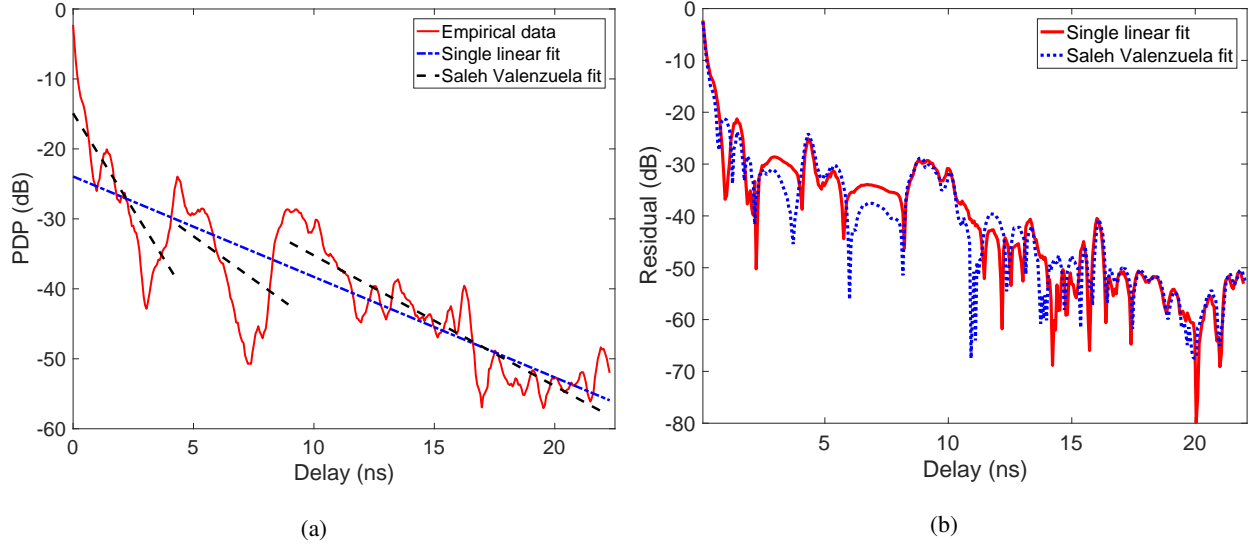 Empirical data
Single linear fit
Saleh Valenzuela fit
0
-10
-20
-30
-40
-50
-60
PDP (dB)
0 5 10 15 20
Delay (ns)
(a)
Single linear fit
Saleh Valenzuela fit
0
-10
-20
-30
-40
-50
-60
-70
-80
Residual (dB)
5 10 15 20
Delay (ns)
(b)